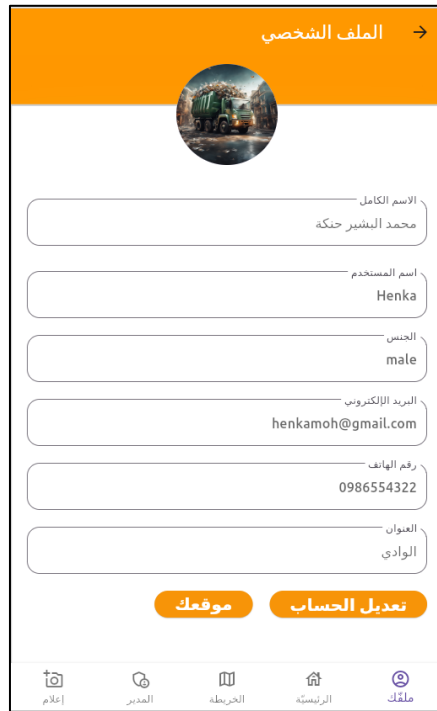 الملف الشخصي
الاسم الكامل
محمد البشير حنكة
اسم المستخدم
Henka
الجنس
male
البريد الإلكتروني
henkamoh@gmail.com
رقم الهاتف
0986554322
العنوان
الوادي
تعديل الحساب موقعك
ملفّك الرئيسيّة الخريطة المدير إعلام